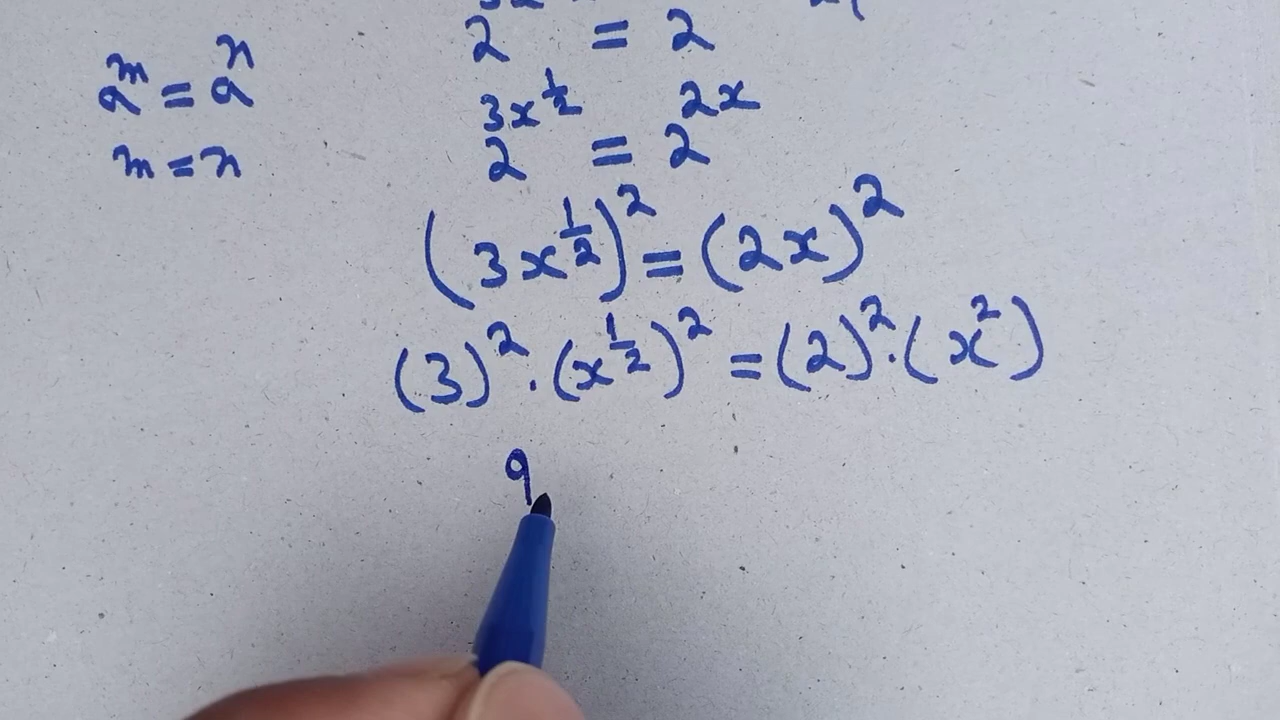 2 = 2
a^m = a^n
2^{3x^{1/2}} = 2^{2x}
m = n
(3x^{1/2})^2 = (2x)^2
(3)^2 · (x^{1/2})^2 = (2)^2 · (x^2)
9